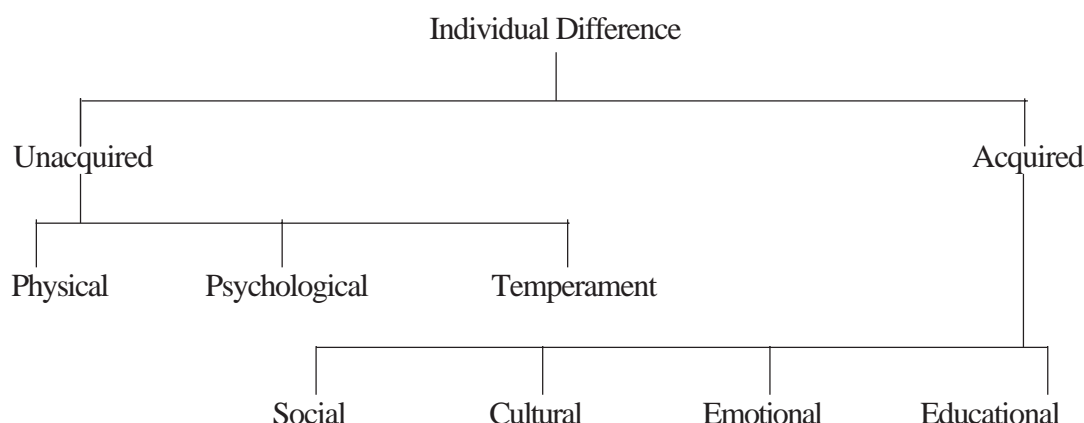 Individual Difference
Unacquired Acquired
Physical Psychological Temperament
Social Cultural Emotional Educational